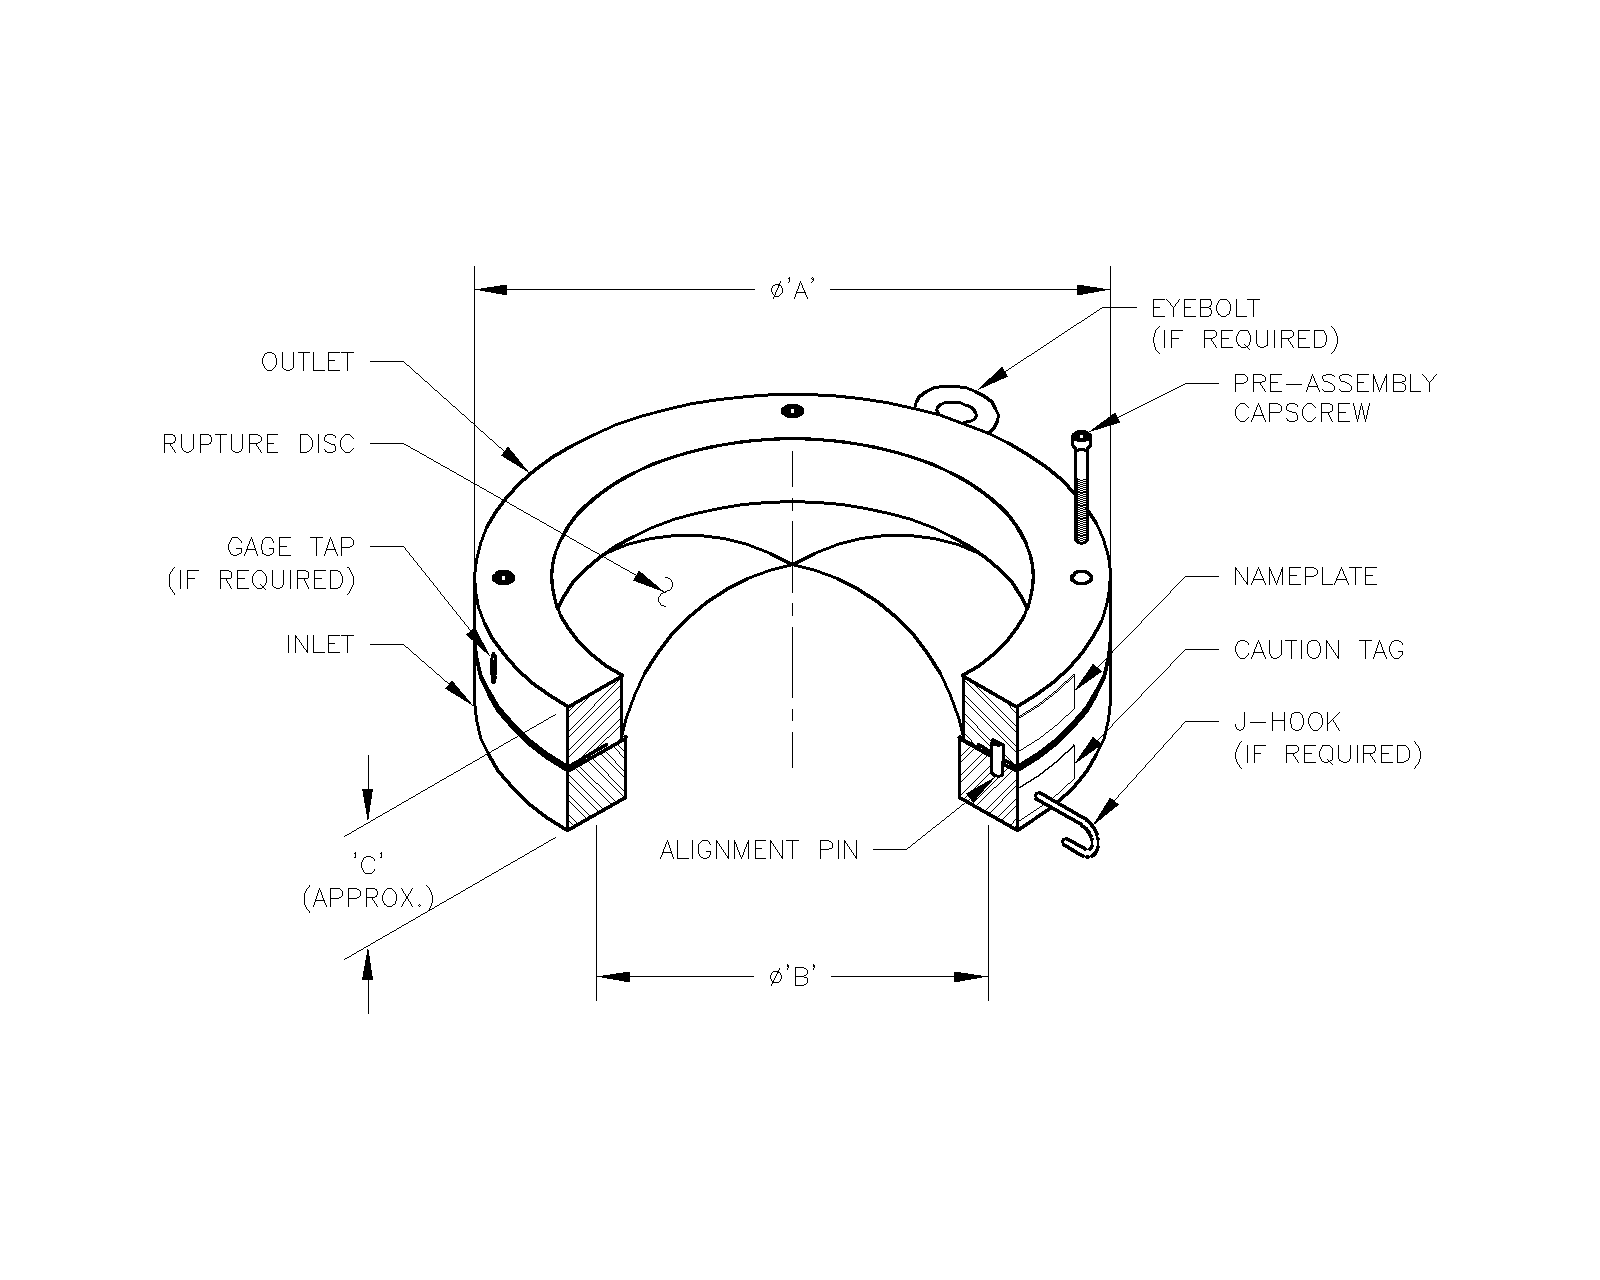 ⌀'A'
EYEBOLT
(IF REQUIRED)
OUTLET
PRE-ASSEMBLY
CAPSCREW
RUPTURE DISC
GAGE TAP
(IF REQUIRED)
NAMEPLATE
INLET
CAUTION TAG
J-HOOK
(IF REQUIRED)
ALIGNMENT PIN
'C'
(APPROX.)
⌀'B'